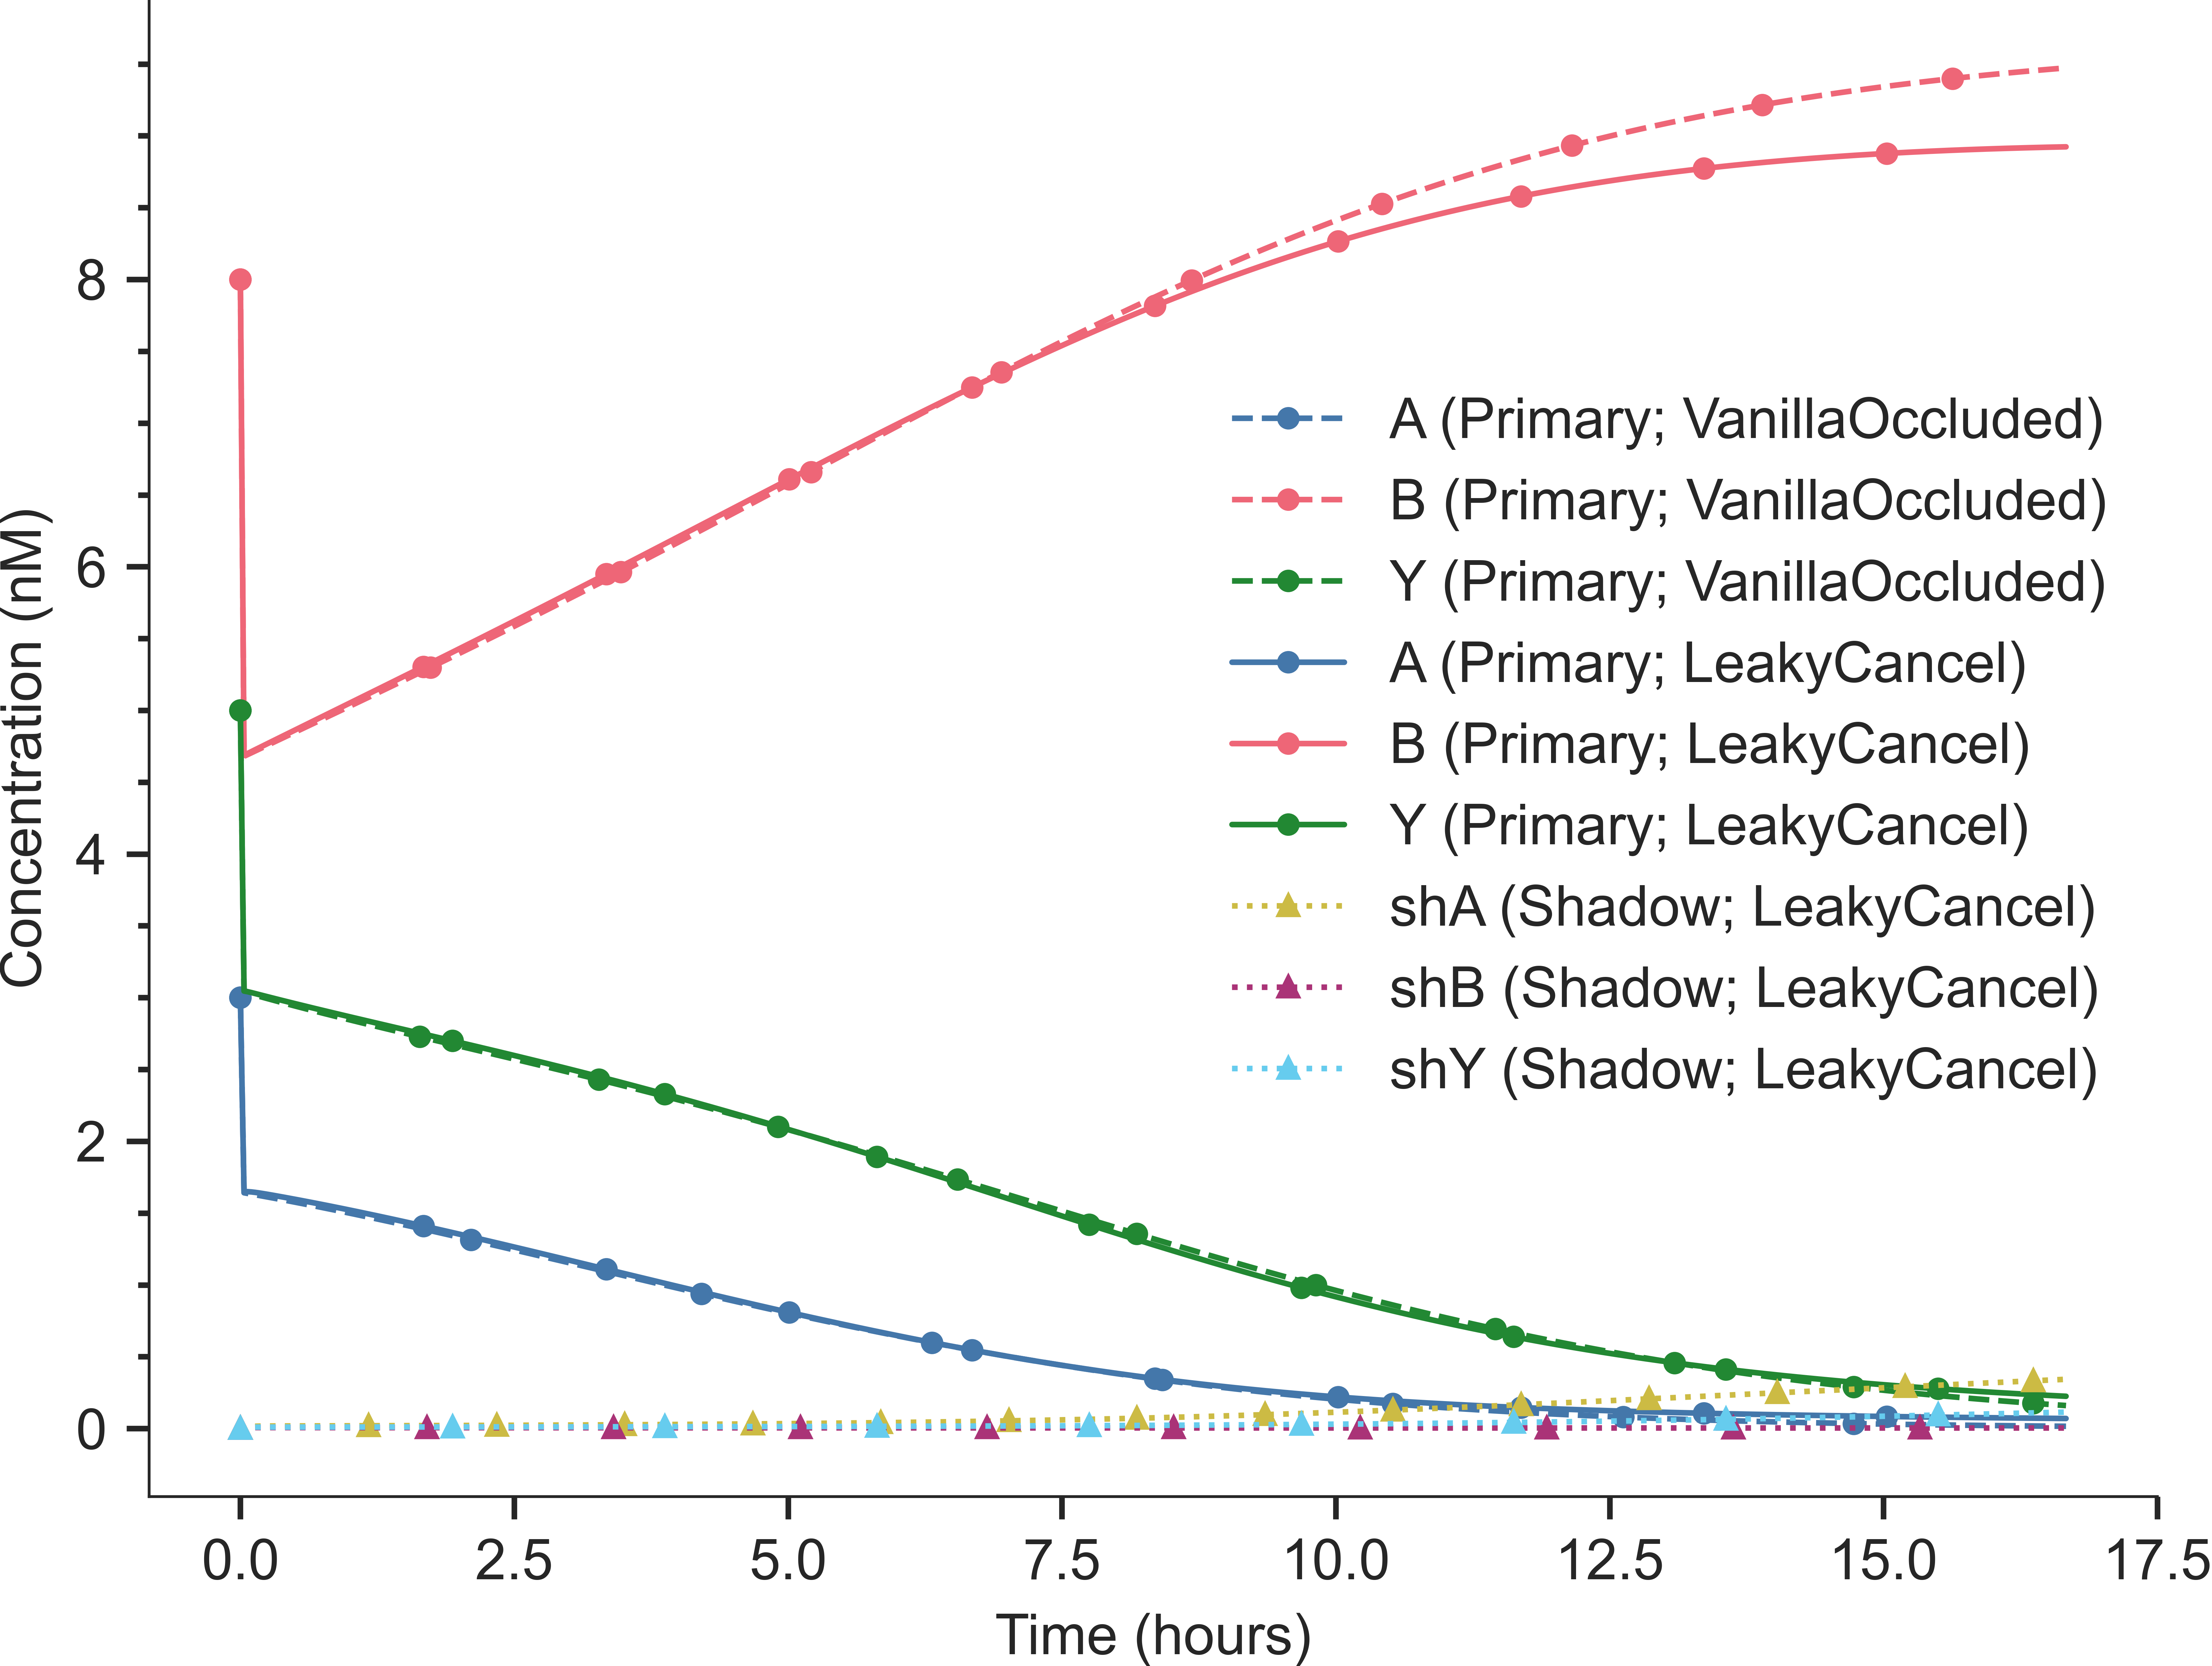 Concentration (nM)
8
6
4
2
0
A (Primary; VanillaOccluded)
B (Primary; VanillaOccluded)
Y (Primary; VanillaOccluded)
A (Primary; LeakyCancel)
B (Primary; LeakyCancel)
Y (Primary; LeakyCancel)
shA (Shadow; LeakyCancel)
shB (Shadow; LeakyCancel)
shY (Shadow; LeakyCancel)
0.0 2.5 5.0 7.5 10.0 12.5 15.0 17.5
Time (hours)